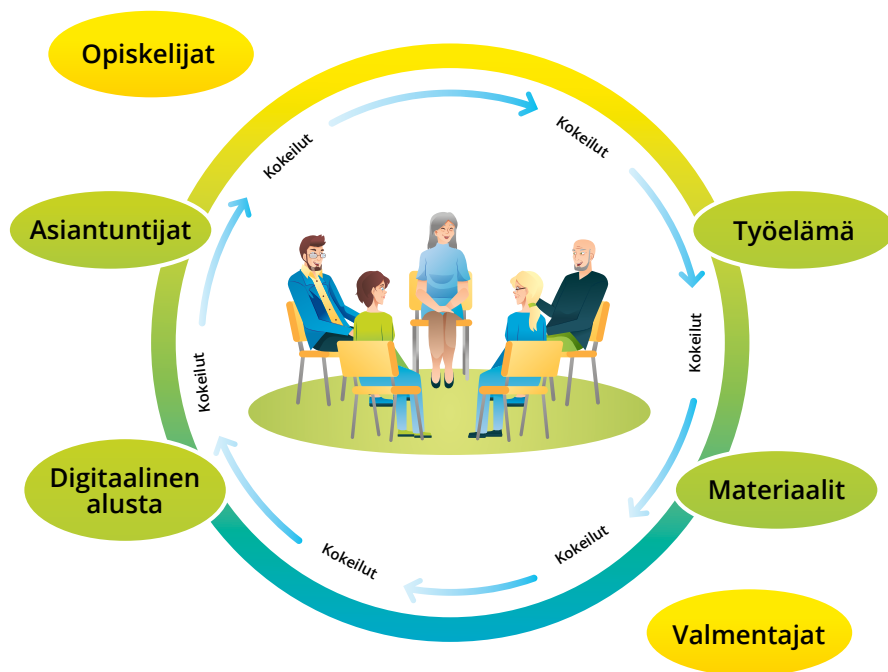 Opiskelijat
Kokeilut
Kokeilut
Asiantuntijat
Työelämä
Kokeilut
Kokeilut
Digitaalinen
alusta
Materiaalit
Kokeilut
Kokeilut
Valmentajat